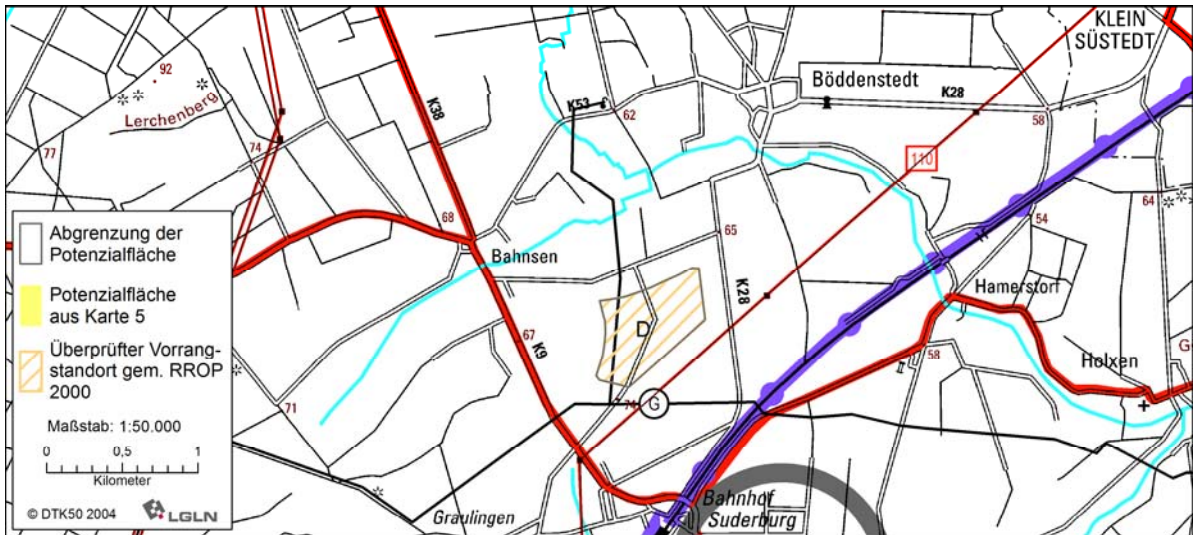 KLEIN
SÜSTEDT
92
Lerchenberg
K38
K53
62
Böddenstedt
K28
58
77
74
110
64
68
65
54
Abgrenzung der
Potenzialfläche
Bahnsen
Hamerstorf
Potenzialfläche
aus Karte 5
K28
D
67
K9
Überprüfter Vorrang-
standort gem. RROP
2000
58
Holxen
G
71
74
G
Maßstab: 1:50.000
0 0,5 1
Kilometer
© DTK50 2004
LGLN
Graulingen
Bahnhof
Suderburg